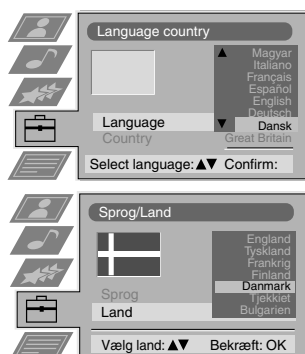 Language country
Magyar
Italiano
Français
Español
English
Deutsch
Language
Dansk
Country
Great Britain
Select language: ▲▼ Confirm:
Sprog/Land
England
Tyskland
Frankrig
Finland
Sprog
Danmark
Tjekkiet
Land
Bulgarien
Vælg land: ▲▼ Bekræft: OK